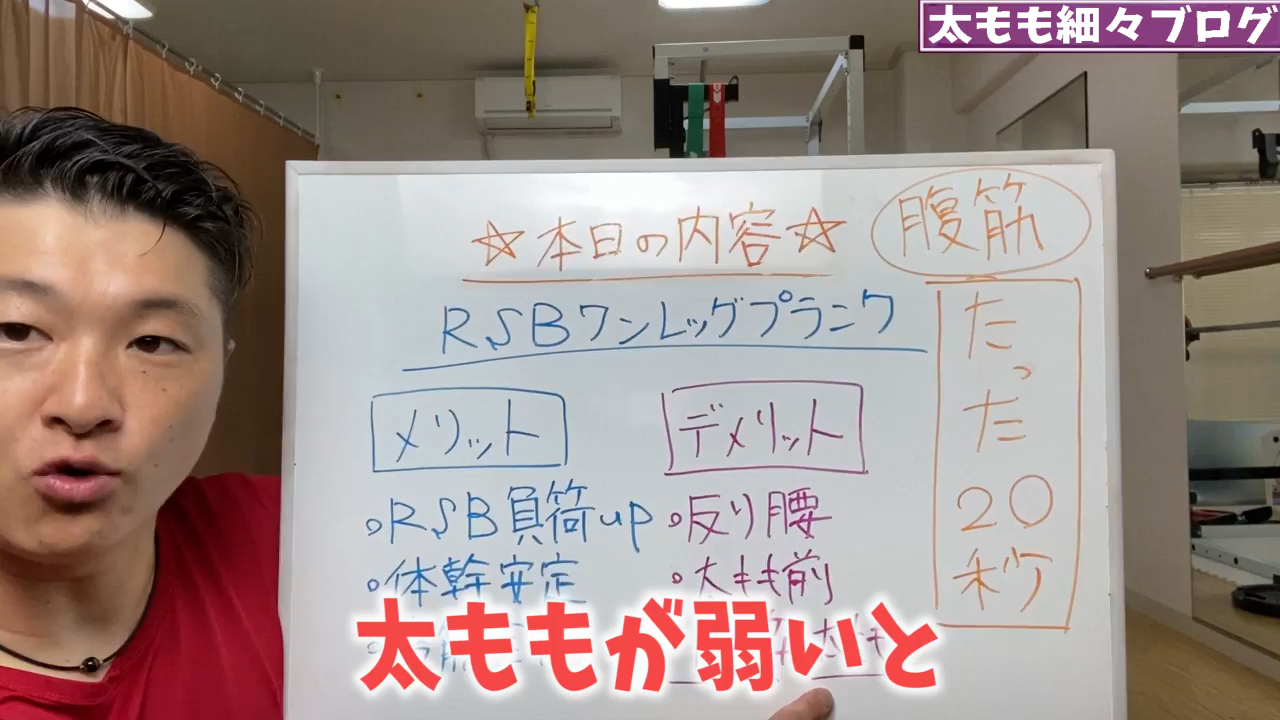 太もも細々ブログ
☆本日の内容☆
腹筋
たった20秒
RSBワンレッグプランク
メリット
デメリット
。RSB負荷up
。反り腰
。体幹安定
。太もも前
太ももが弱いと